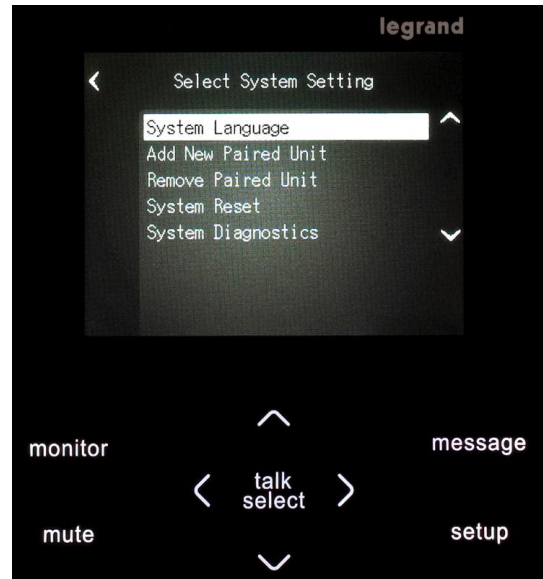 legrand
Select System Setting
System Language
Add New Paired Unit
Remove Paired Unit
System Reset
System Diagnostics
monitor
message
talk
select
mute
setup